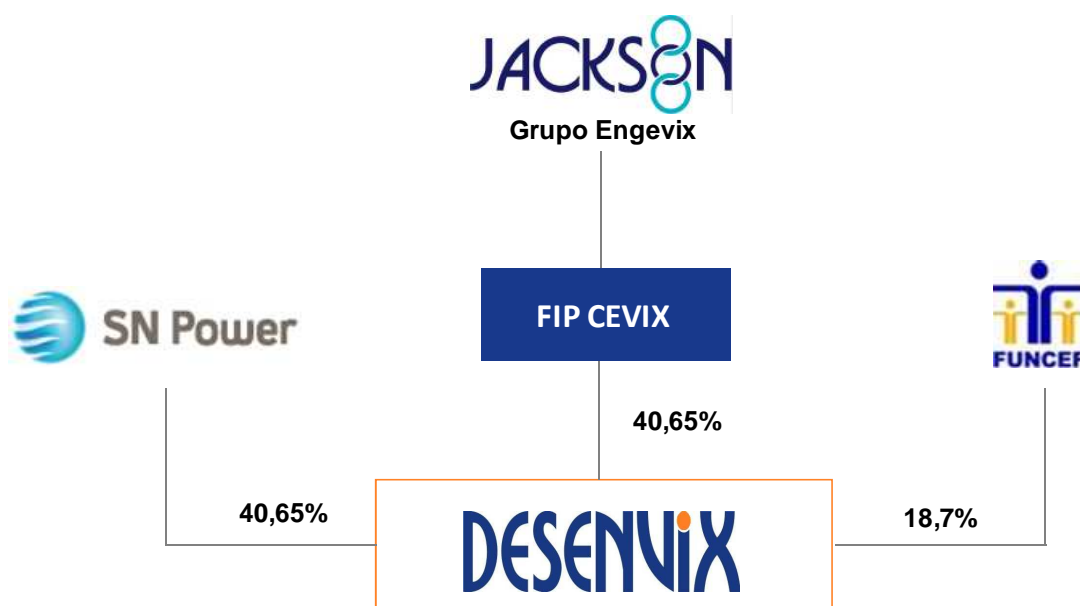 JACKSON
Grupo Engevix
SN Power
FIP CEVIX
FUNCEF
40,65%
40,65%
18,7%
DESENVIX